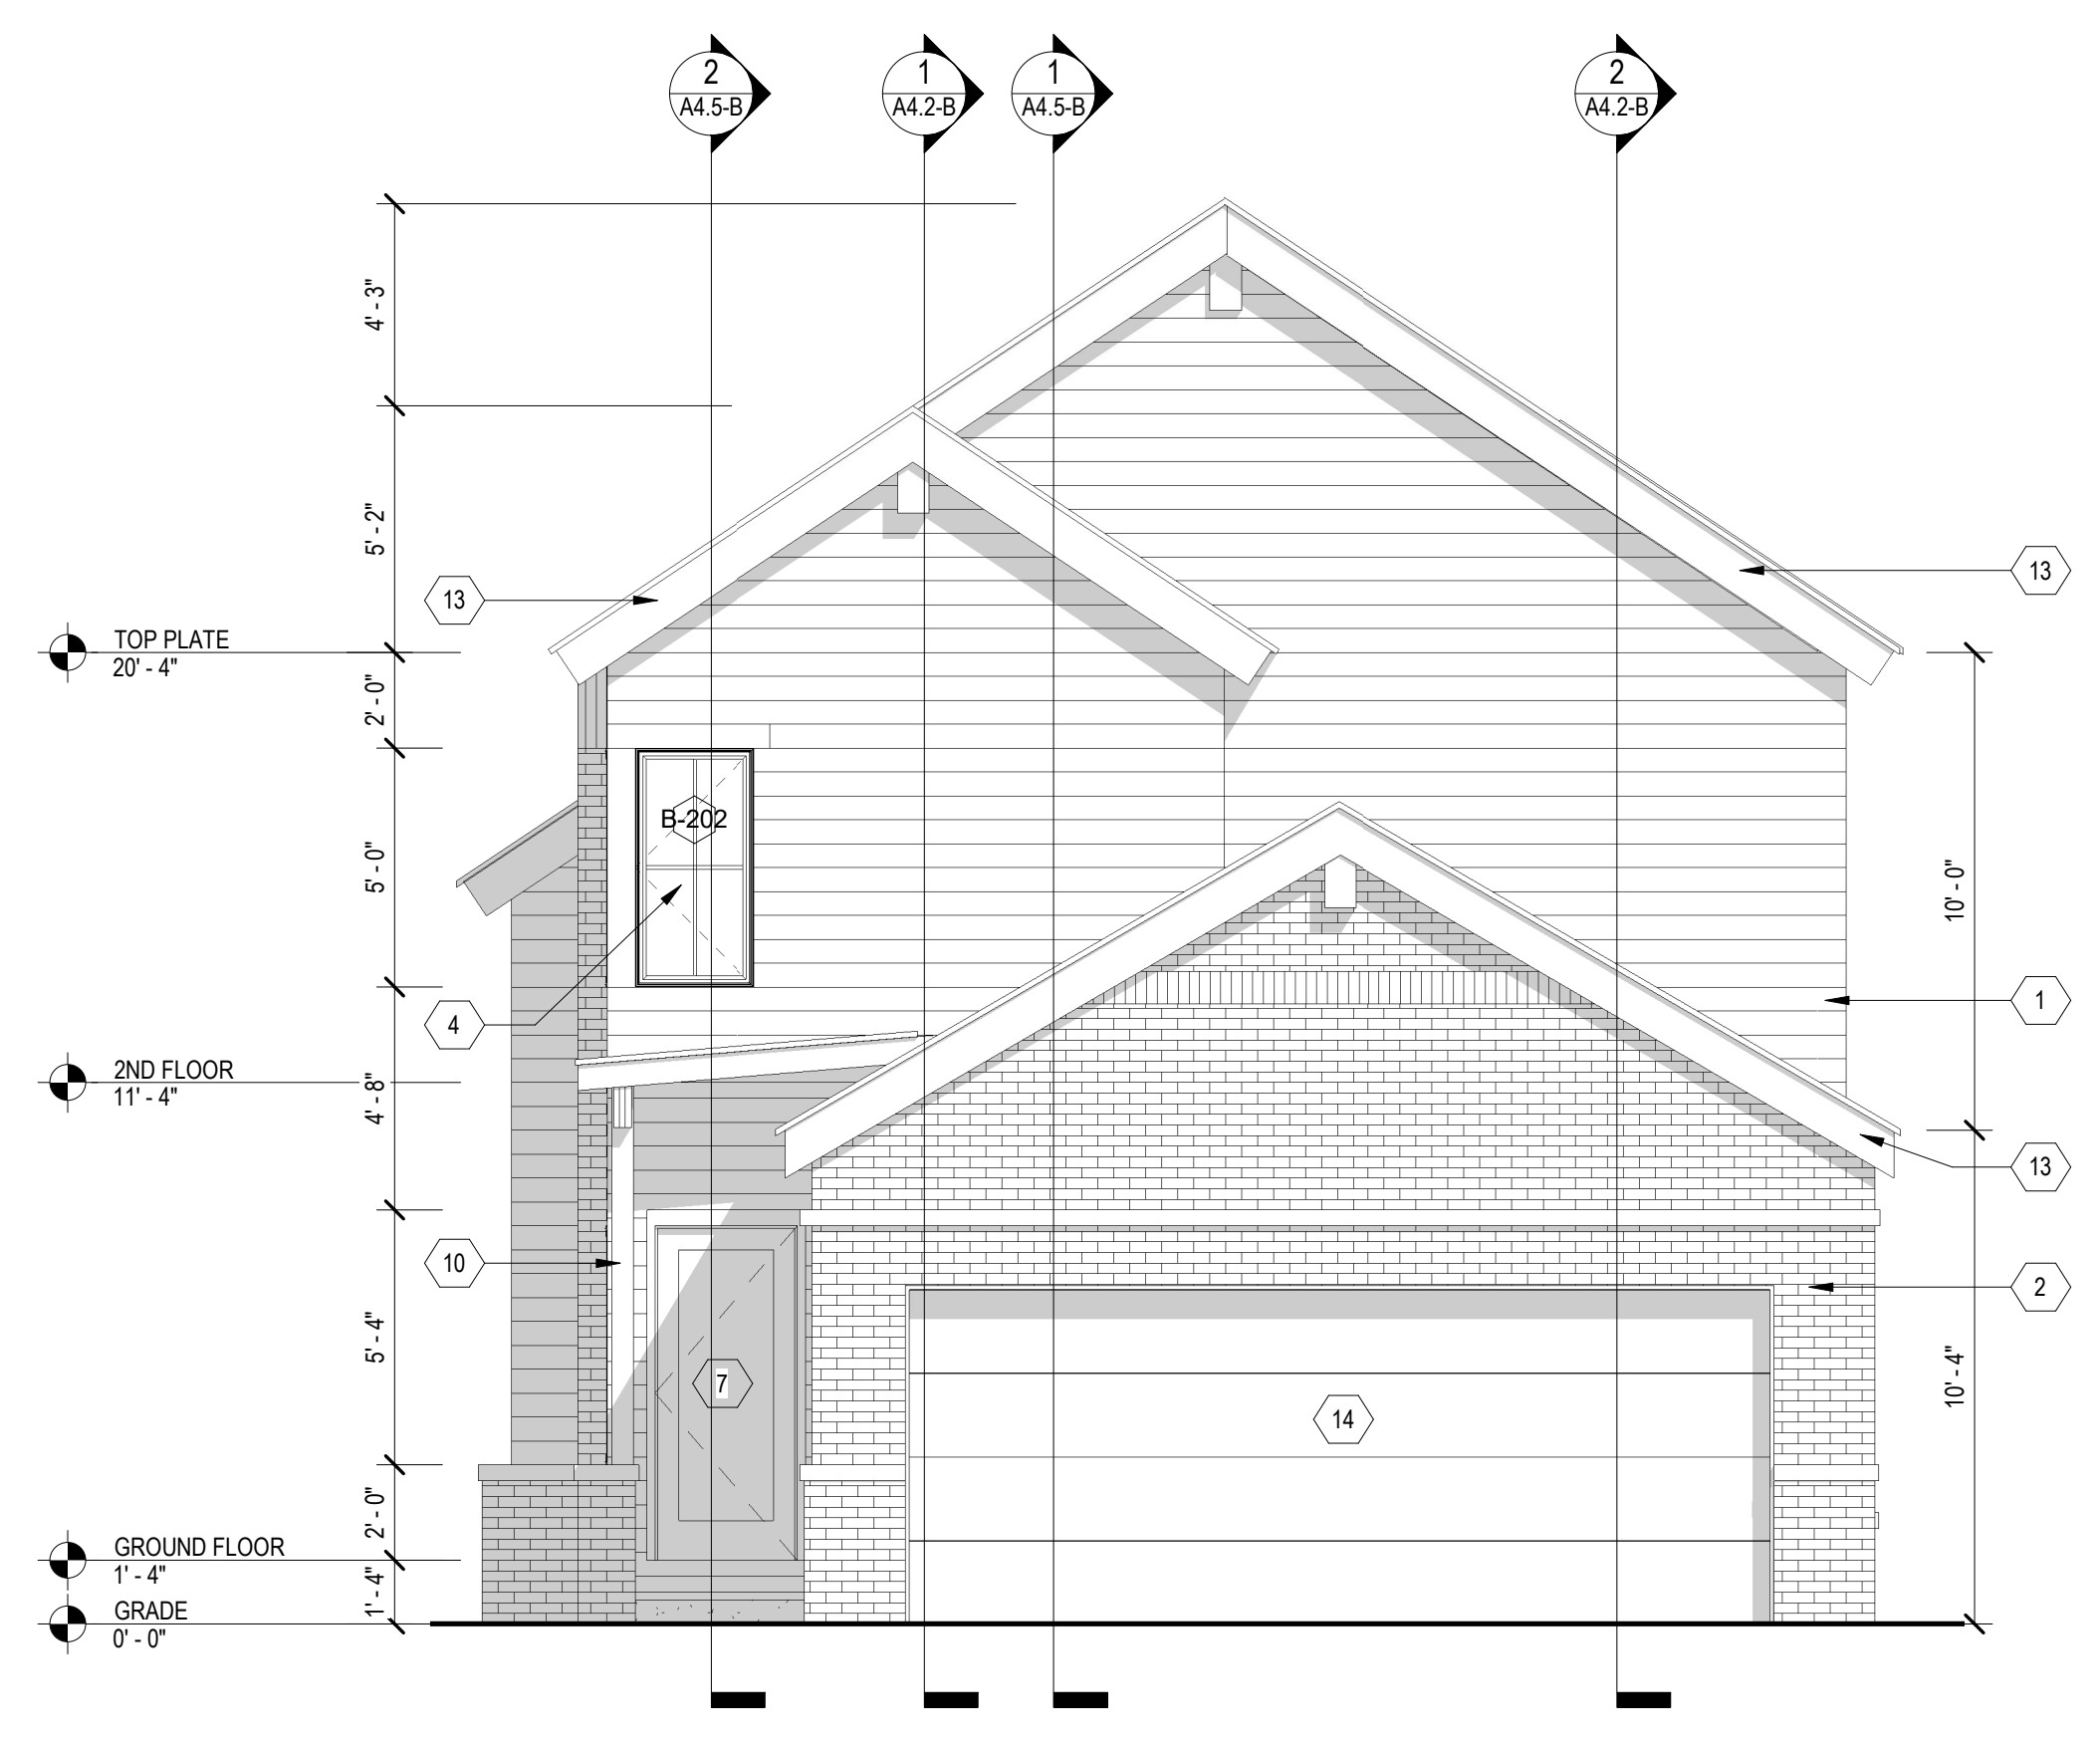 2
A4.5-B
1
A4.2-B
1
A4.5-B
2
A4.2-B
4' - 3"
5' - 2"
13
13
TOP PLATE
20' - 4"
2' - 0"
B-202
5' - 0"
10' - 0"
4
1
2ND FLOOR
11' - 4"
4' - 8"
13
10
2
5' - 4"
7
10' - 4"
14
2' - 0"
GROUND FLOOR
1' - 4"
1' - 4"
GRADE
0' - 0"